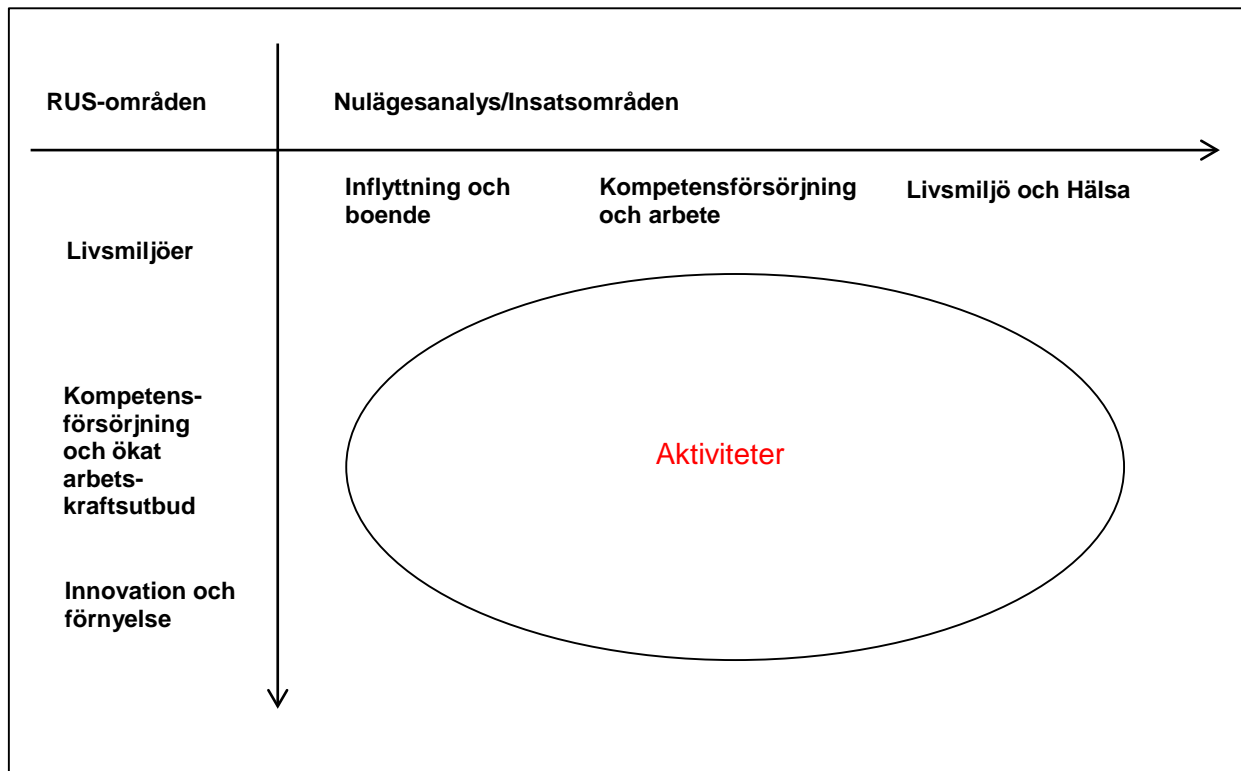 RUS-områden
Nulägesanalys/Insatsområden
Inflyttning och
boende
Kompetensförsörjning
och arbete
Livsmiljö och Hälsa
Livsmiljöer
Kompetens-
försörjning
och ökat
arbets-
kraftsutbud
Aktiviteter
Innovation och
förnyelse